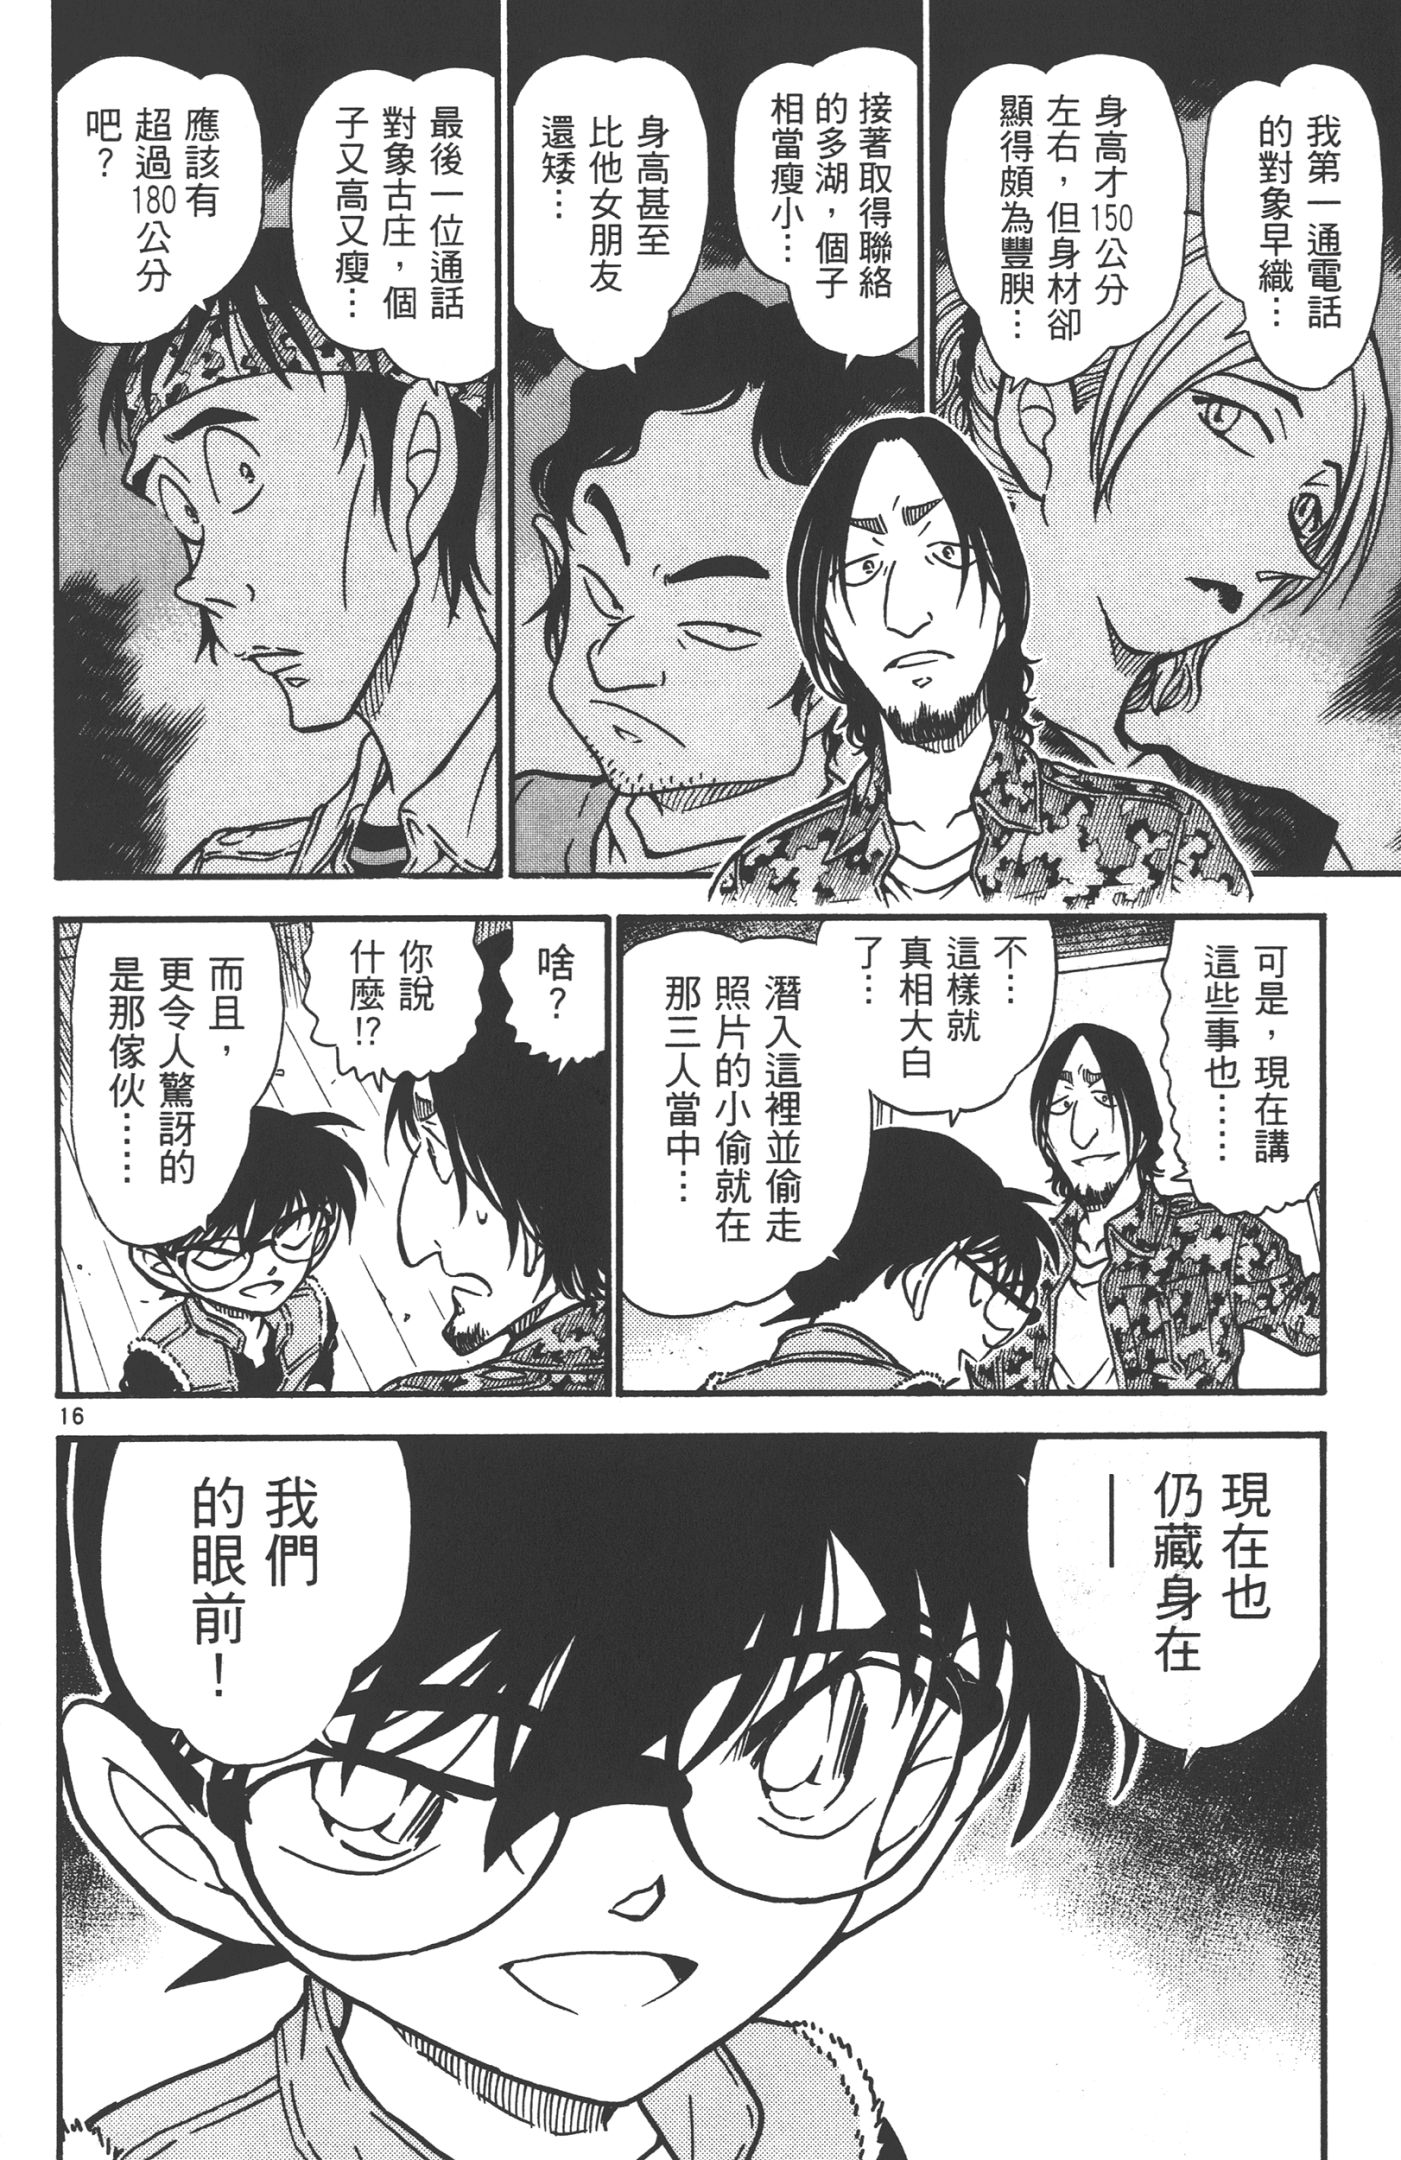 我第一通電話
的對象早織…
身高才150公分
左右，但身材卻
顯得頗為豐腴…
接著取得聯絡
的多湖，個子
相當瘦小…
身高甚至
比他女朋友
還矮…
最後一位通話
對象古庄，個
子又高又瘦…
應該有
超過180公分
吧？
可是，現在講
這些事也……
不…
這樣就
真相大白
了…
潛入這裡並偷走
照片的小偷就在
那三人當中…
啥？
你說
什麼!?
而且，
更令人驚訝的
是那傢伙……
16
現在也
仍藏身在
——
我們
的眼前！